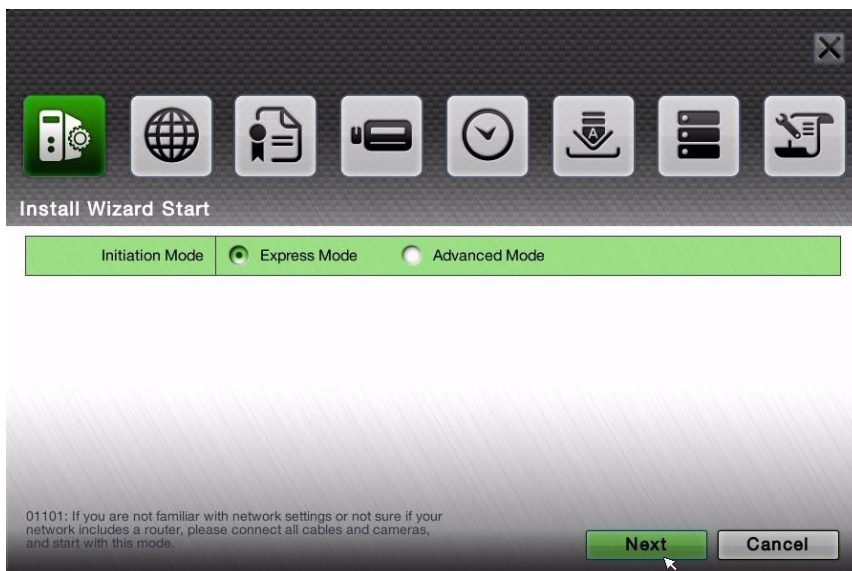 A
Install Wizard Start
Initiation Mode Express Mode Advanced Mode
01101: If you are not familiar with network settings or not sure if your
network includes a router, please connect all cables and cameras,
and start with this mode.
Next Cancel